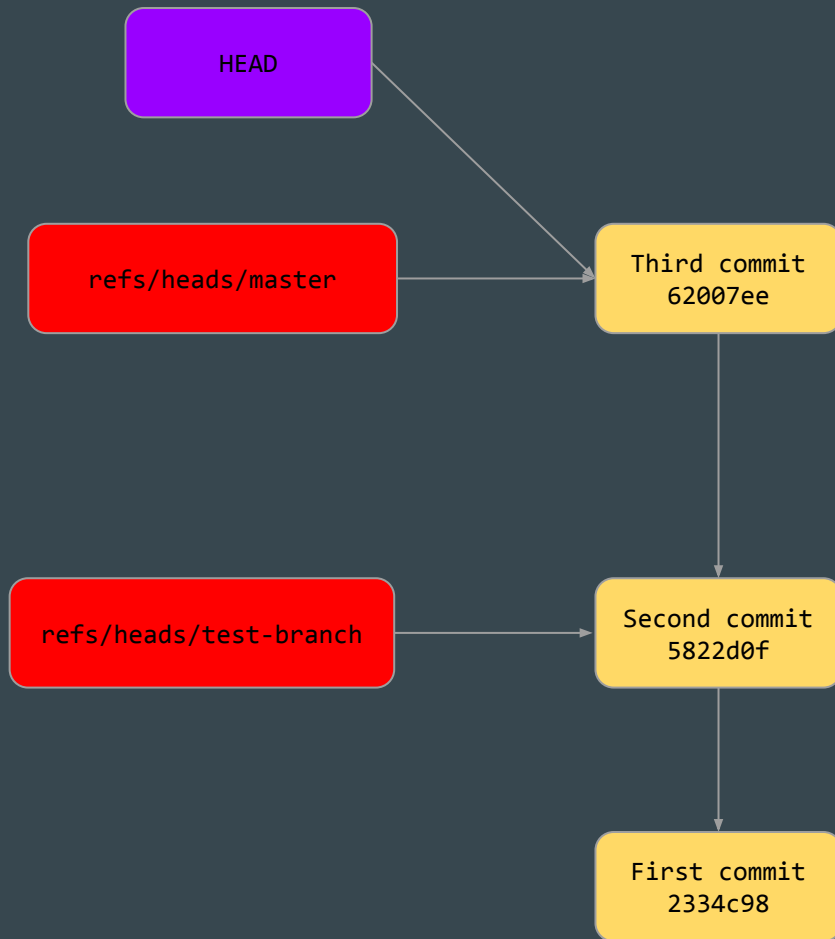 HEAD
refs/heads/master
Third commit
62007ee
refs/heads/test-branch
Second commit
5822d0f
First commit
2334c98